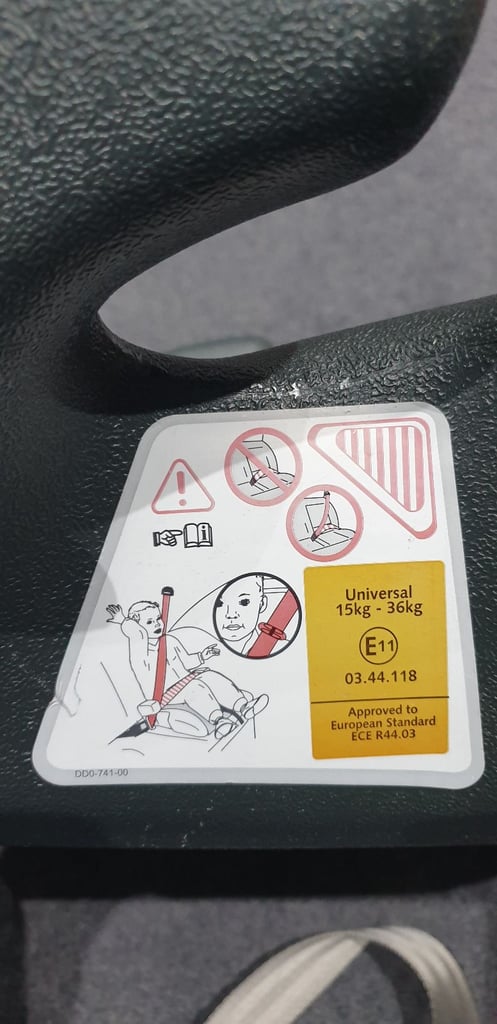 Universal
15kg - 36kg
E11
03.44.118
Approved to
European Standard
ECE R44.03
DD0-741-00